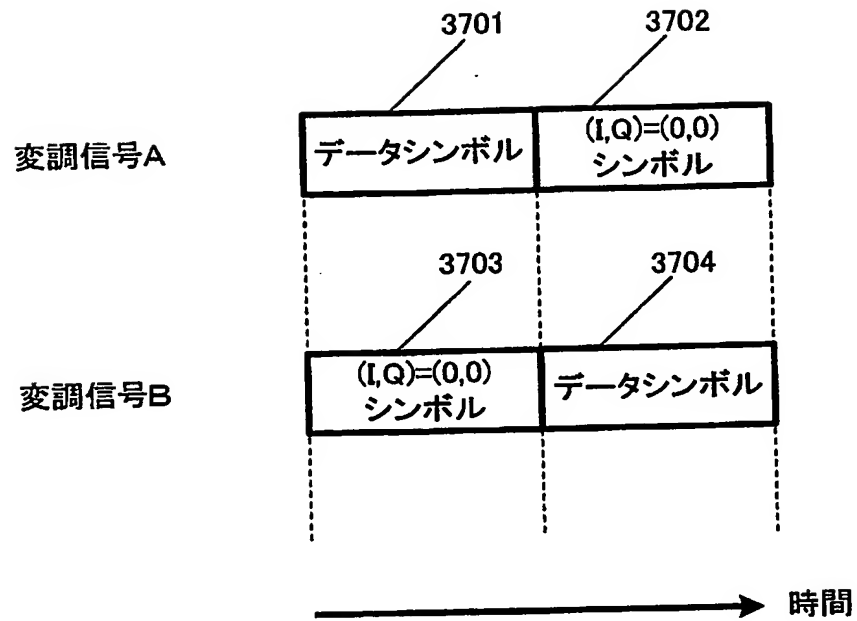 3701
3702
変調信号A
データシンボル
(I,Q)=(0,0)
シンボル
3703
3704
変調信号B
(I,Q)=(0,0)
シンボル
データシンボル
時間